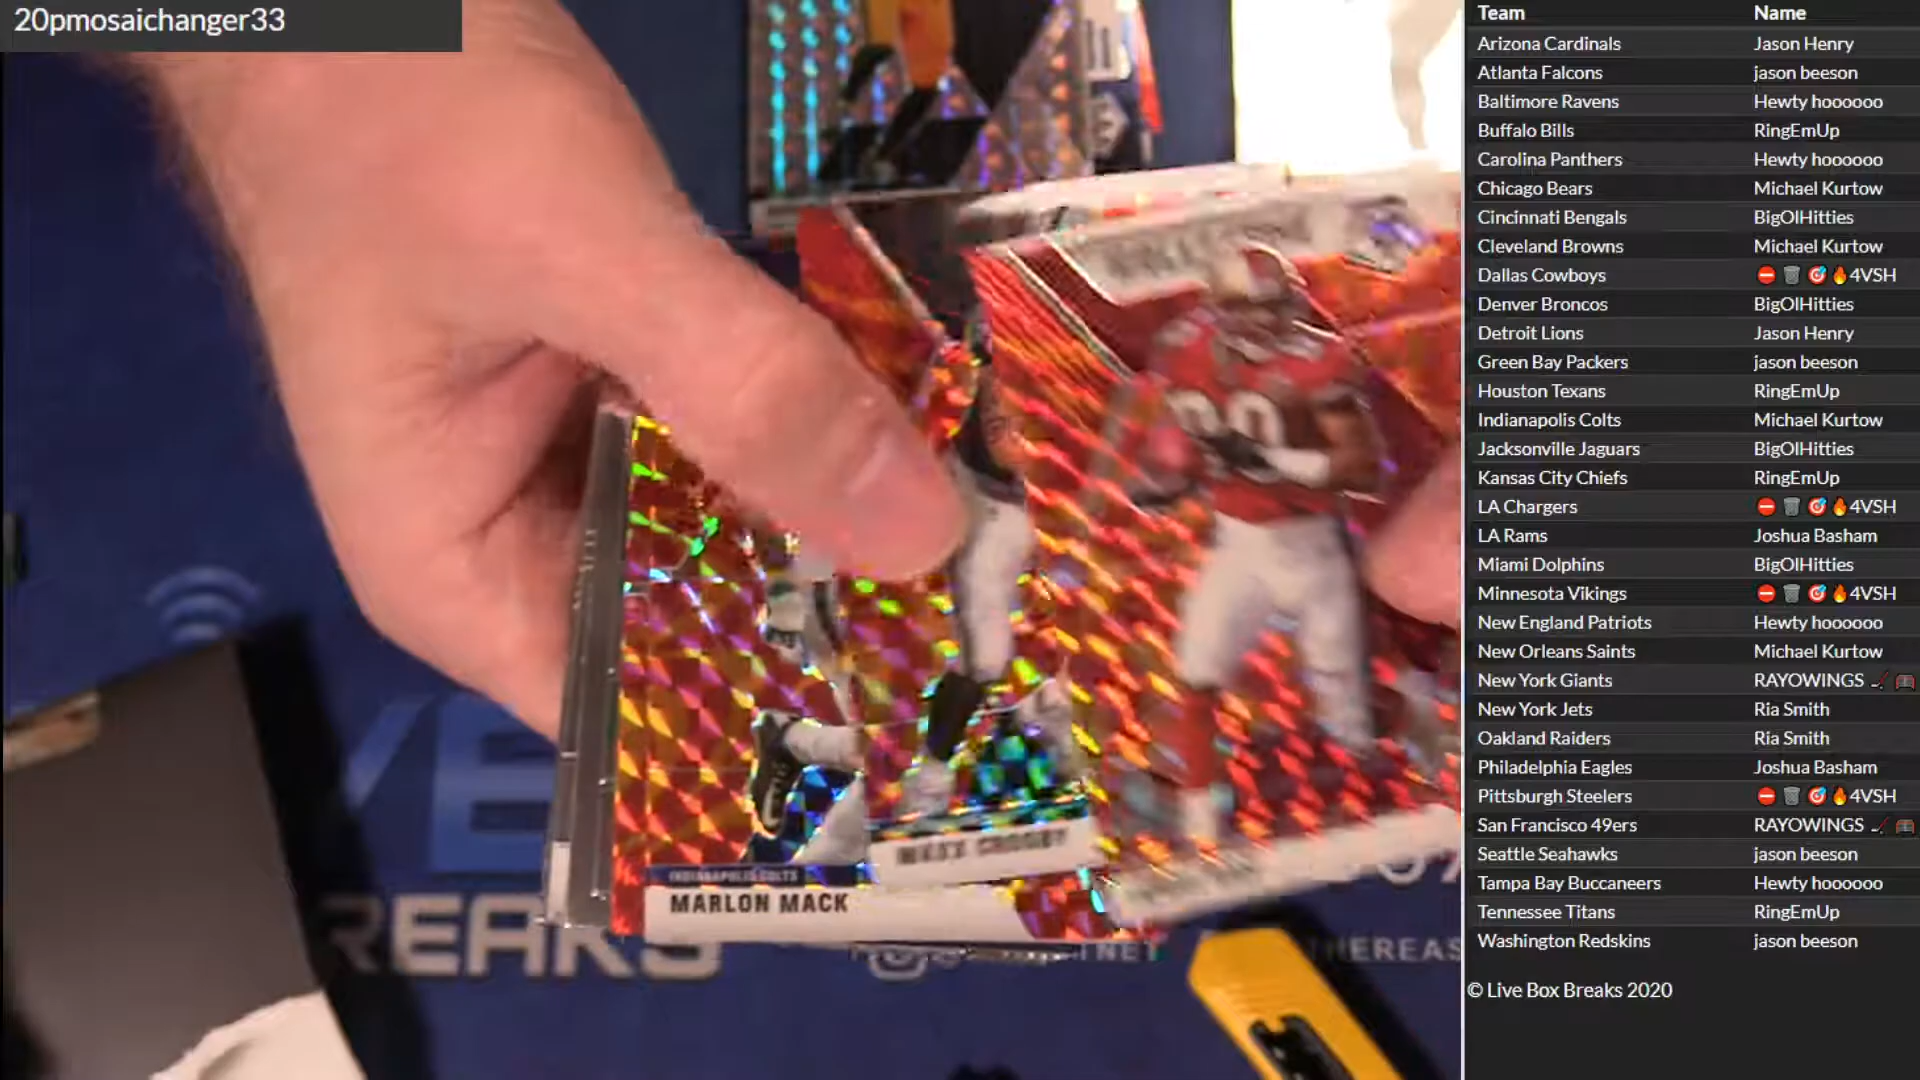 20pmosaichanger33
Team Name
Arizona Cardinals Jason Henry
Atlanta Falcons jason beeson
Baltimore Ravens Hewty hoooooo
Buffalo Bills RingEmUp
Carolina Panthers Hewty hoooooo
Chicago Bears Michael Kurtow
Cincinnati Bengals BigOlHitties
Cleveland Browns Michael Kurtow
Dallas Cowboys ⛔🗑🎯🔥4VSH
Denver Broncos BigOlHitties
Detroit Lions Jason Henry
Green Bay Packers jason beeson
Houston Texans RingEmUp
Indianapolis Colts Michael Kurtow
Jacksonville Jaguars BigOlHitties
Kansas City Chiefs RingEmUp
LA Chargers ⛔🗑🎯🔥4VSH
LA Rams Joshua Basham
Miami Dolphins BigOlHitties
Minnesota Vikings ⛔🗑🎯🔥4VSH
New England Patriots Hewty hoooooo
New Orleans Saints Michael Kurtow
New York Giants RAYOWINGS
New York Jets Ria Smith
Oakland Raiders Ria Smith
Philadelphia Eagles Joshua Basham
Pittsburgh Steelers ⛔🗑🎯🔥4VSH
San Francisco 49ers RAYOWINGS
Seattle Seahawks jason beeson
Tampa Bay Buccaneers Hewty hoooooo
Tennessee Titans RingEmUp
Washington Redskins jason beeson
© Live Box Breaks 2020
MAXX CROSBY
INDIANAPOLIS COLTS
MARLON MACK
REAKS